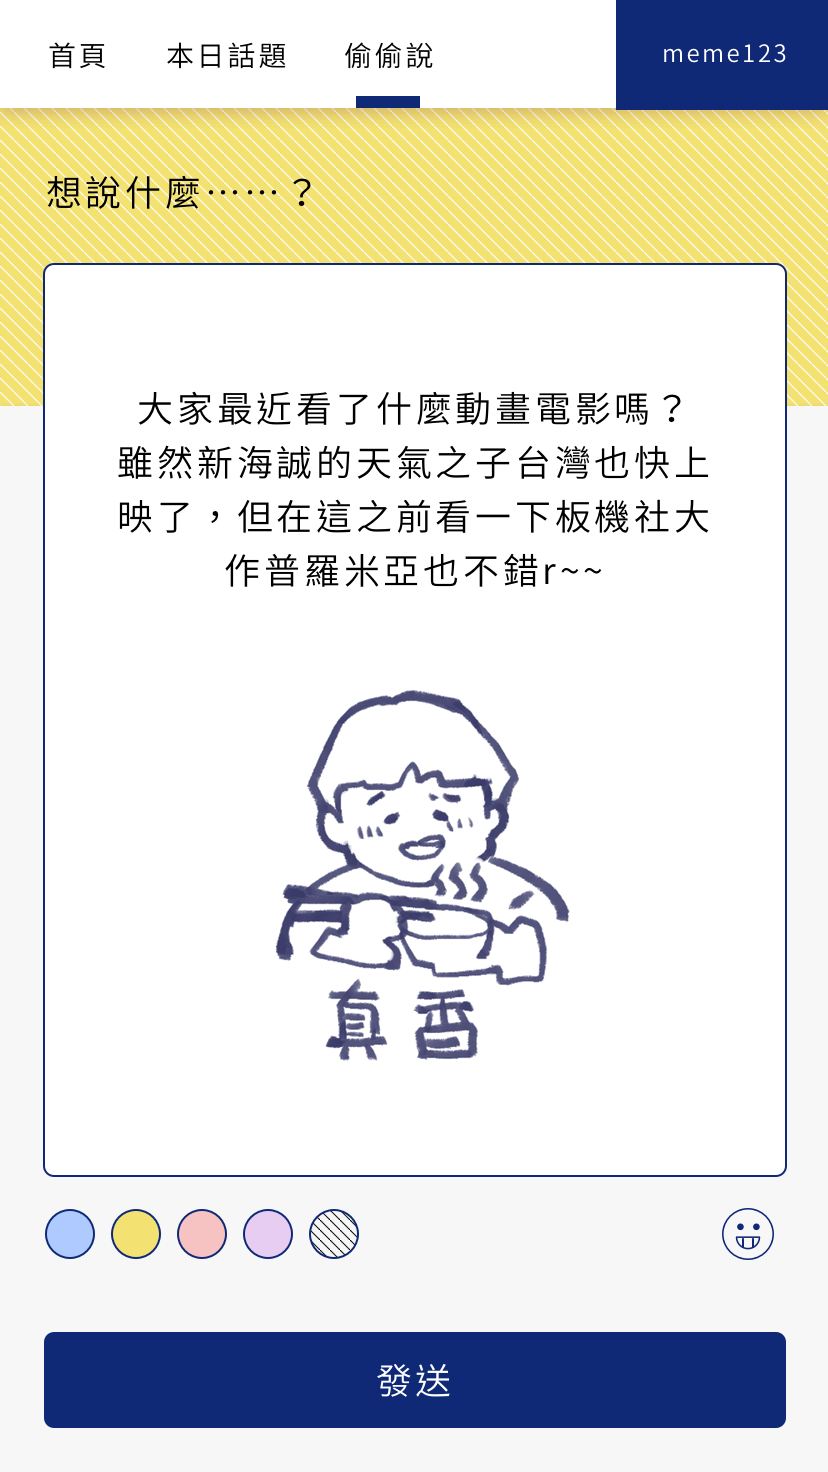 首頁 本日話題 偷偷說 meme123
想說什麼……？
大家最近看了什麼動畫電影嗎？
雖然新海誠的天氣之子台灣也快上
映了，但在這之前看一下板機社大
作普羅米亞也不錯r~~
真香
發送